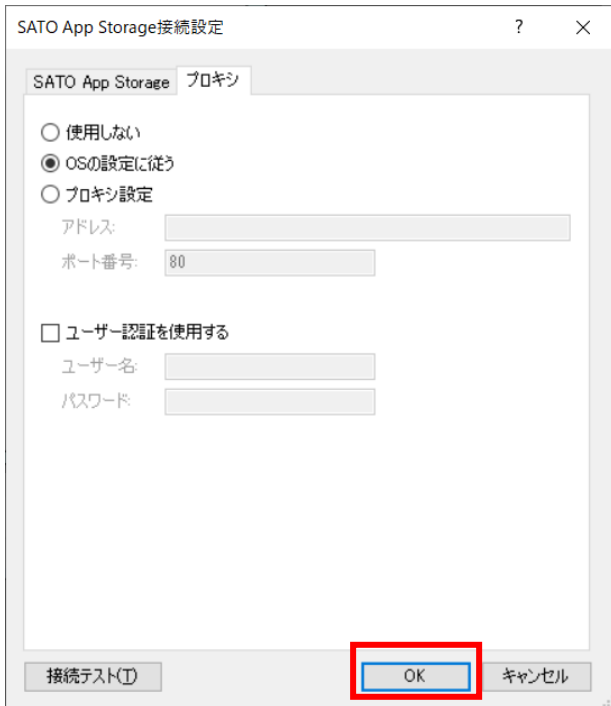 SATO App Storage接続設定 ?
SATO App Storage プロキシ
使用しない
OSの設定に従う
プロキシ設定
アドレス:
ポート番号: 80
ユーザー認証を使用する
ユーザー名:
パスワード:
接続テスト(T) OK キャンセル